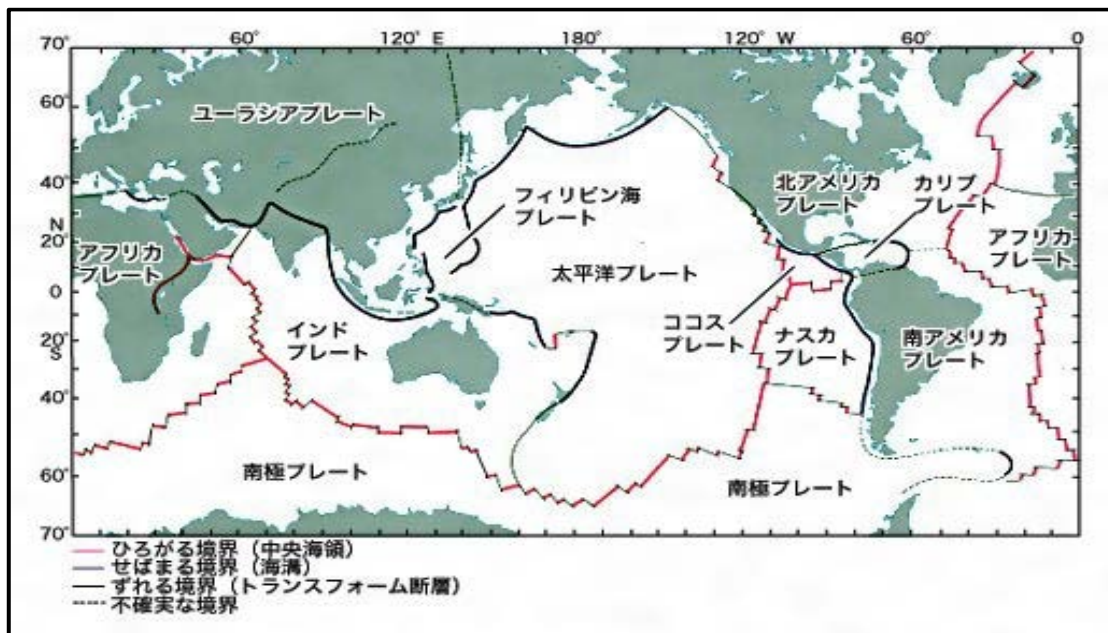 70° 60° 120° E 180° 120° W 60° 0
70°
60°
40°
N
20°
0
20°
S
40°
60°
70°
ユーラシアプレート
フィリピン海
プレート
北アメリカ
プレート
カリブ
プレート
アフリカ
プレート
アフリカ
プレート
太平洋プレート
インド
プレート
ココス
プレート
ナスカ
プレート
南アメリカ
プレート
南極プレート
南極プレート
ひろがる境界（中央海領）
せばまる境界（海溝）
ずれる境界（トランスフォーム断層）
不確実な境界